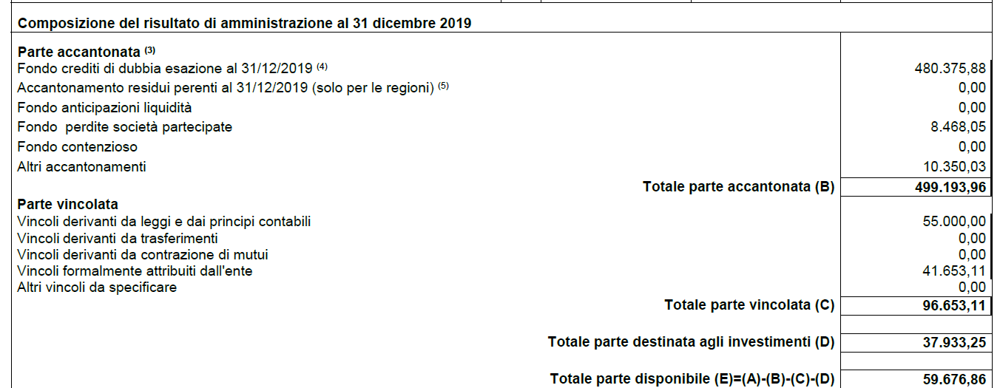 Composizione del risultato di amministrazione al 31 dicembre 2019
Parte accantonata (3)
Fondo crediti di dubbia esazione al 31/12/2019 (4) 480.375,88
Accantonamento residui perenti al 31/12/2019 (solo per le regioni) (5) 0,00
Fondo anticipazioni liquidità 0,00
Fondo perdite società partecipate 8.468,05
Fondo contenzioso 0,00
Altri accantonamenti 10.350,03
Totale parte accantonata (B) 499.193,96
Parte vincolata
Vincoli derivanti da leggi e dai principi contabili 55.000,00
Vincoli derivanti da trasferimenti 0,00
Vincoli derivanti da contrazione di mutui 0,00
Vincoli formalmente attribuiti dall'ente 41.653,11
Altri vincoli da specificare 0,00
Totale parte vincolata (C) 96.653,11
Totale parte destinata agli investimenti (D) 37.933,25
Totale parte disponibile (E)=(A)-(B)-(C)-(D) 59.676,86